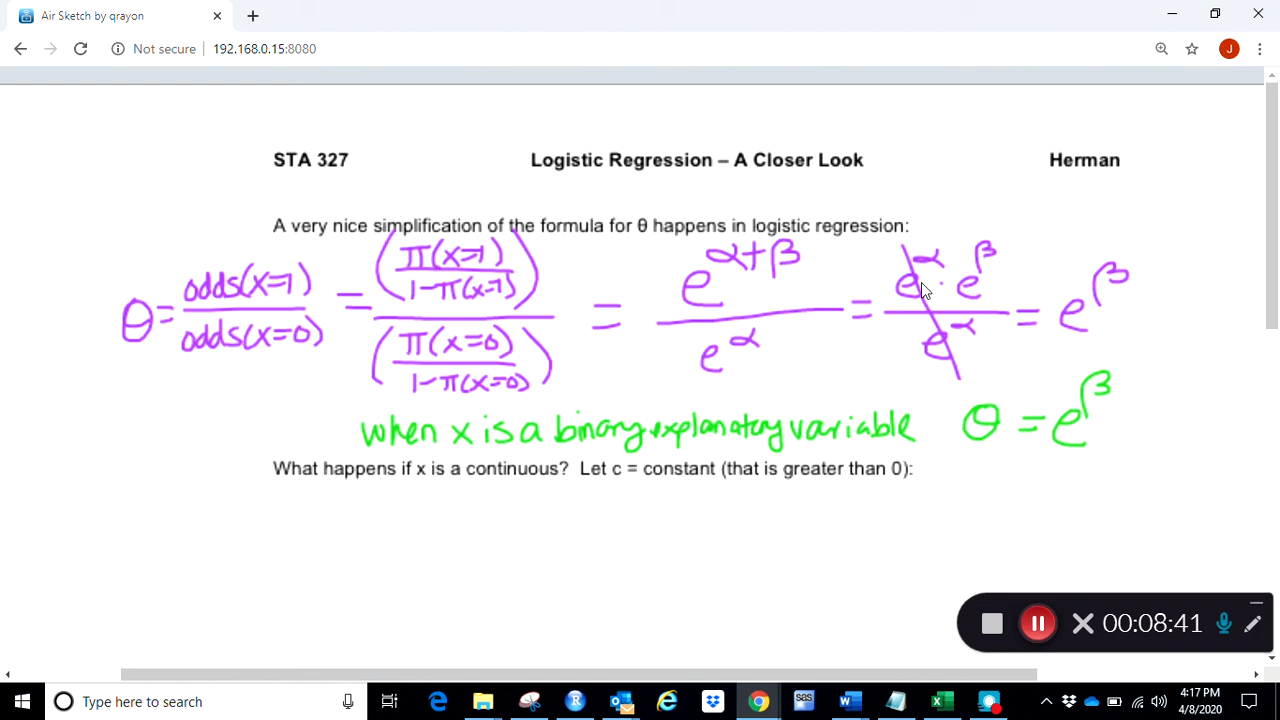 Air Sketch by qrayon
Not secure
192.168.0.15:8080
J
STA 327 Logistic Regression – A Closer Look Herman
A very nice simplification of the formula for θ happens in logistic regression:
θ = odds(x=1) / odds(x=0) = (π(x=1) / 1-π(x=1)) / (π(x=0) / 1-π(x=0)) = e^α+β / e^α = e^α · e^β / e^α = e^β
when x is a binary explanatory variable θ = e^β
What happens if x is a continuous? Let c = constant (that is greater than 0):
00:08:41
Type here to search
4:17 PM
4/8/2020